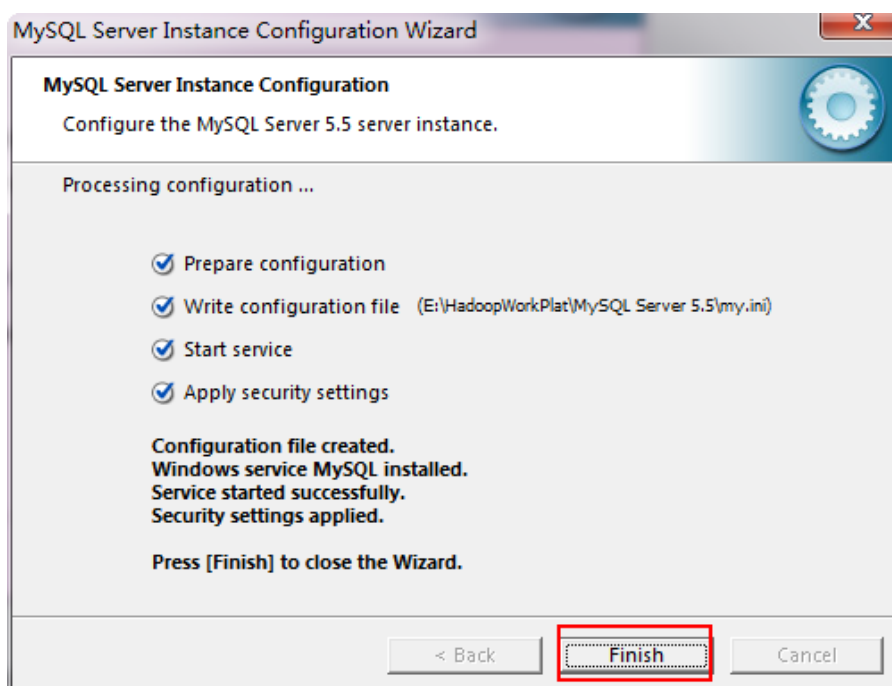 MySQL Server Instance Configuration Wizard
MySQL Server Instance Configuration
Configure the MySQL Server 5.5 server instance.
Processing configuration ...
Prepare configuration
Write configuration file (E:\HadoopWorkPlat\MySQL Server 5.5\my.ini)
Start service
Apply security settings
Configuration file created.
Windows service MySQL installed.
Service started successfully.
Security settings applied.
Press [Finish] to close the Wizard.
< Back Finish Cancel